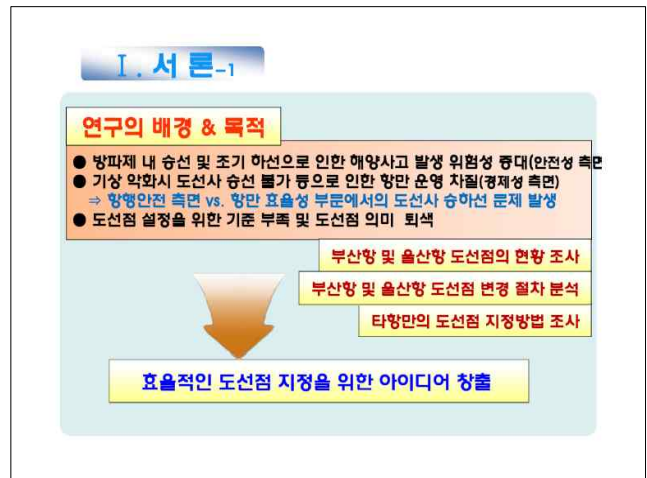 Ⅰ. 서 론-1
연구의 배경 & 목적
● 방파제 내 승선 및 조기 하선으로 인한 해양사고 발생 위험성 증대(안전성 측면
● 기상 악화시 도선사 승선 불가 등으로 인한 항만 운영 차질(경제성 측면)
⇒ 항행안전 측면 vs. 항만 효율성 부문에서의 도선사 승하선 문제 발생
● 도선점 설정을 위한 기준 부족 및 도선점 의미 퇴색
부산항 및 울산항 도선점의 현황 조사
부산항 및 울산항 도선점 변경 절차 분석
타항만의 도선점 지정방법 조사
효율적인 도선점 지정을 위한 아이디어 창출